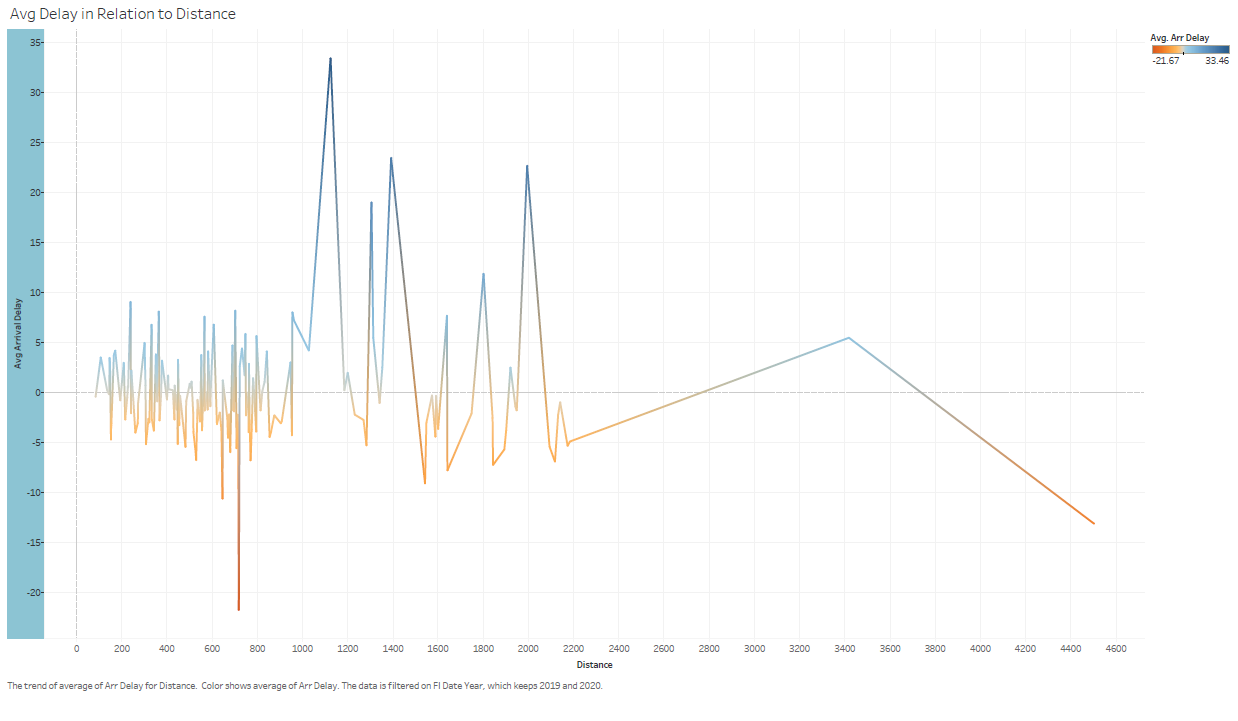 Avg Delay in Relation to Distance
Avg. Arr Delay
-21.67 33.46
Avg Arrival Delay
35
30
25
20
15
10
5
0
-5
-10
-15
-20
0 200 400 600 800 1000 1200 1400 1600 1800 2000 2200 2400 2600 2800 3000 3200 3400 3600 3800 4000 4200 4400 4600
Distance
The trend of average of Arr Delay for Distance. Color shows average of Arr Delay. The data is filtered on Fl Date Year, which keeps 2019 and 2020.